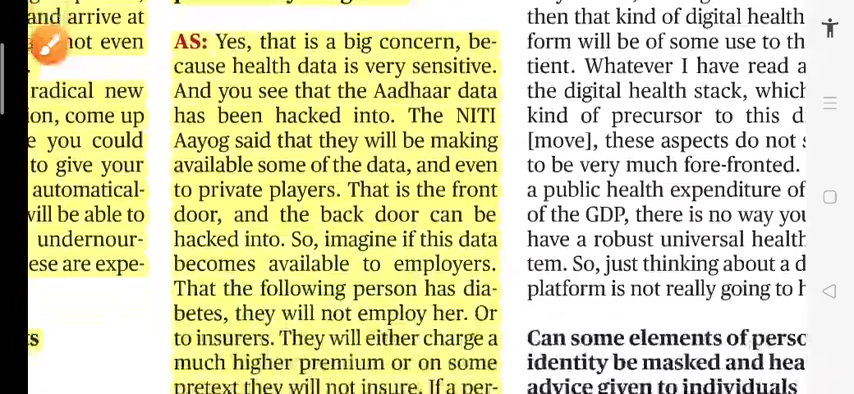 and arrive at
not even
radical new
ion, come up
e you could
to give your
automatical-
will be able to
undernour-
ese are expe-
s
AS: Yes, that is a big concern, be-
cause health data is very sensitive.
And you see that the Aadhaar data
has been hacked into. The NITI
Aayog said that they will be making
available some of the data, and even
to private players. That is the front
door, and the back door can be
hacked into. So, imagine if this data
becomes available to employers.
That the following person has dia-
betes, they will not employ her. Or
to insurers. They will either charge a
much higher premium or on some
pretext they will not insure. If a per-
then that kind of digital health
form will be of some use to th
tient. Whatever I have read a
the digital health stack, which
kind of precursor to this d
[move], these aspects do not s
to be very much fore-fronted.
a public health expenditure of
of the GDP, there is no way you
have a robust universal health
tem. So, just thinking about a d
platform is not really going to h
Can some elements of perso
identity be masked and hea
advice given to individuals